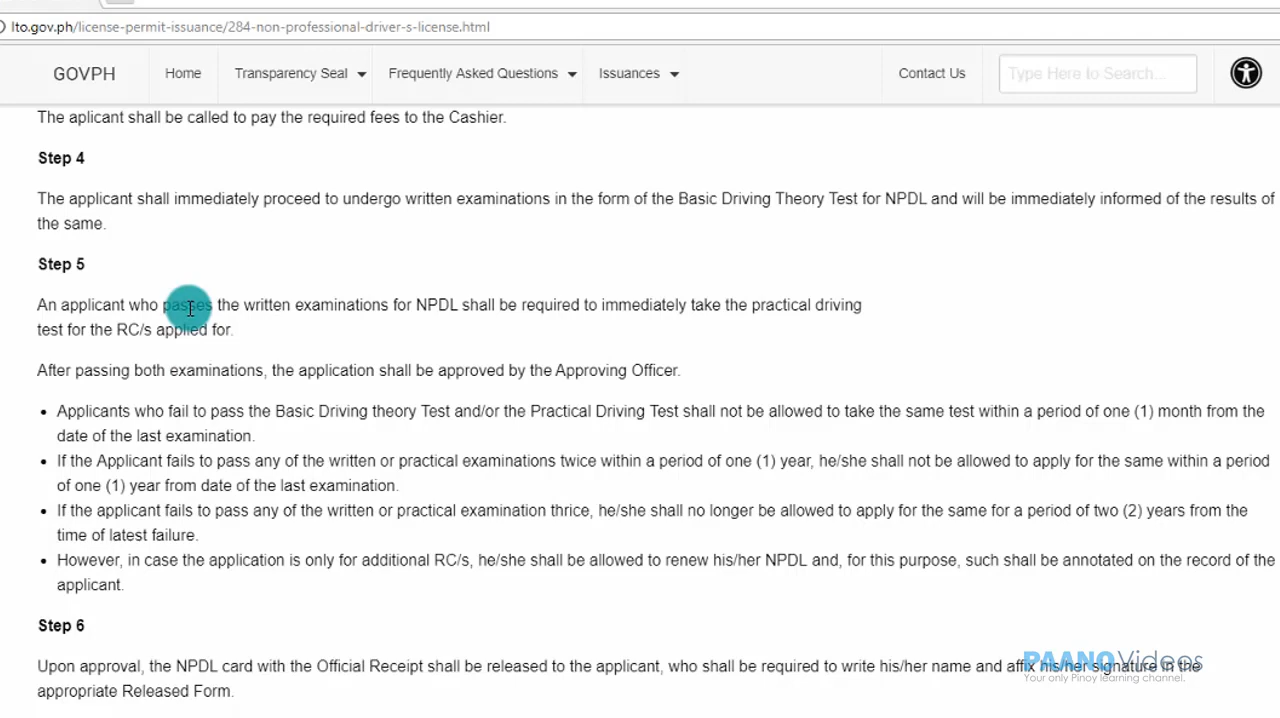 lto.gov.ph/license-permit-issuance/284-non-professional-driver-s-license.html
GOVPH Home Transparency Seal Frequently Asked Questions Issuances Contact Us Type Here to Search...
The aplicant shall be called to pay the required fees to the Cashier.
Step 4
The applicant shall immediately proceed to undergo written examinations in the form of the Basic Driving Theory Test for NPDL and will be immediately informed of the results of
the same.
Step 5
An applicant who passes the written examinations for NPDL shall be required to immediately take the practical driving
test for the RC/s applied for.
After passing both examinations, the application shall be approved by the Approving Officer.
• Applicants who fail to pass the Basic Driving theory Test and/or the Practical Driving Test shall not be allowed to take the same test within a period of one (1) month from the
date of the last examination.
• If the Applicant fails to pass any of the written or practical examinations twice within a period of one (1) year, he/she shall not be allowed to apply for the same within a period
of one (1) year from date of the last examination.
• If the applicant fails to pass any of the written or practical examination thrice, he/she shall no longer be allowed to apply for the same for a period of two (2) years from the
time of latest failure.
• However, in case the application is only for additional RC/s, he/she shall be allowed to renew his/her NPDL and, for this purpose, such shall be annotated on the record of the
applicant.
Step 6
Upon approval, the NPDL card with the Official Receipt shall be released to the applicant, who shall be required to write his/her name and affix his/her signature in the
appropriate Released Form.
PAANO Videos
Your only Pinoy learning channel.